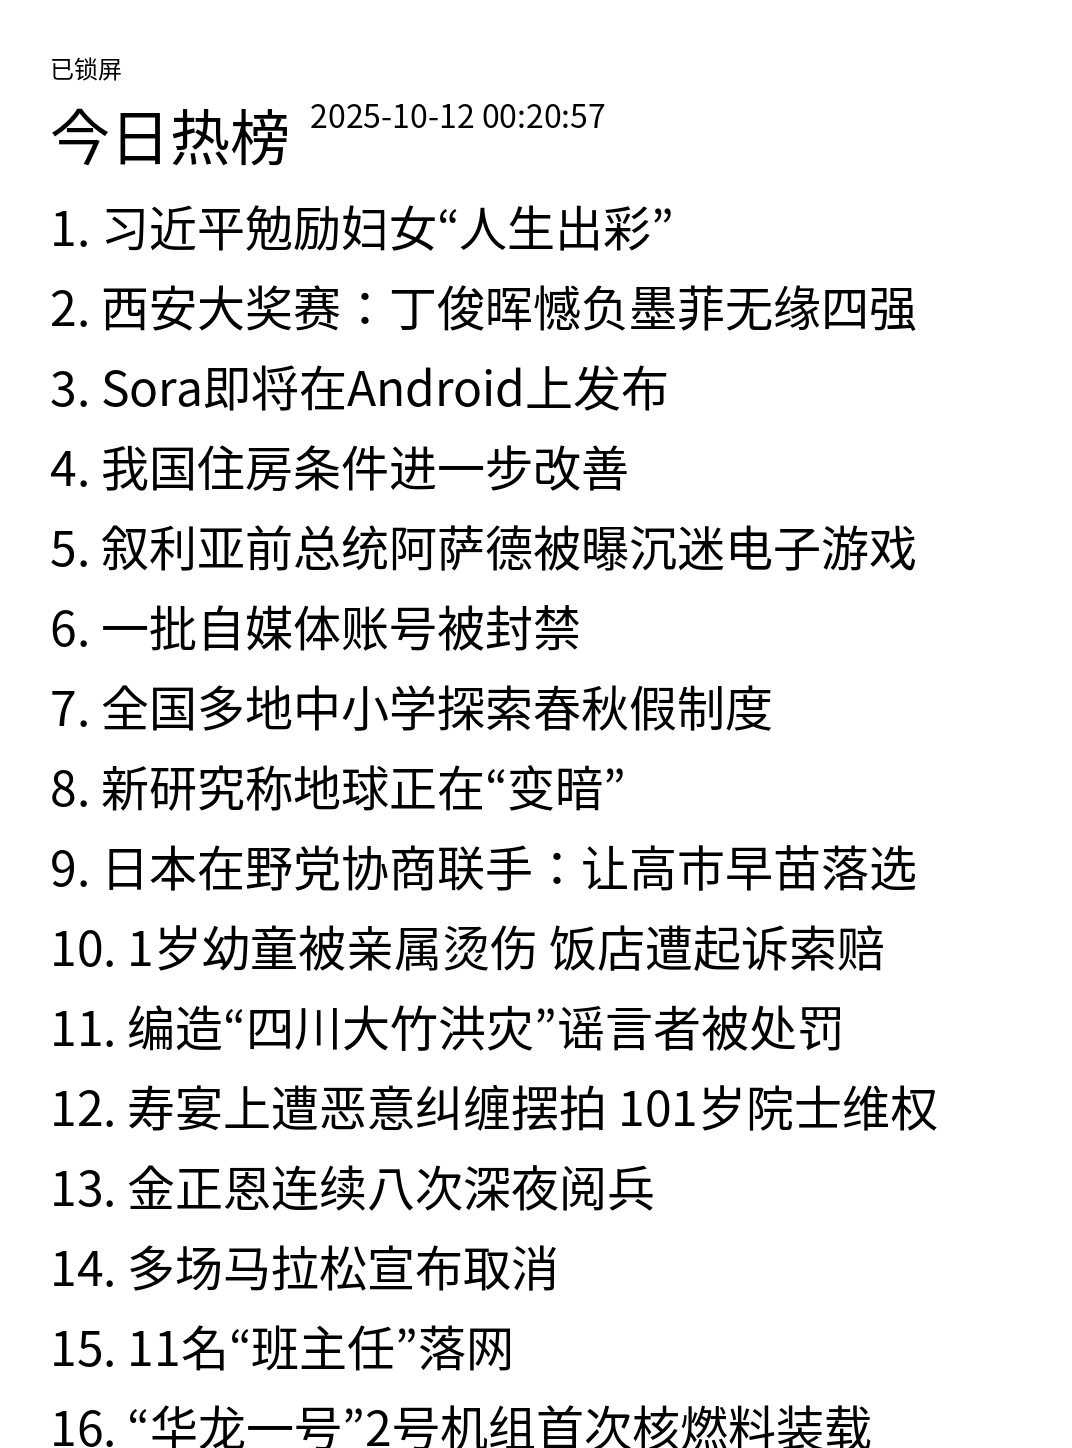 已锁屏
今日热榜 2025-10-12 00:20:57
1. 习近平勉励妇女“人生出彩”
2. 西安大奖赛：丁俊晖憾负墨菲无缘四强
3. Sora即将在Android上发布
4. 我国住房条件进一步改善
5. 叙利亚前总统阿萨德被曝沉迷电子游戏
6. 一批自媒体账号被封禁
7. 全国多地中小学探索春秋假制度
8. 新研究称地球正在“变暗”
9. 日本在野党协商联手：让高市早苗落选
10. 1岁幼童被亲属烫伤 饭店遭起诉索赔
11. 编造“四川大竹洪灾”谣言者被处罚
12. 寿宴上遭恶意纠缠摆拍 101岁院士维权
13. 金正恩连续八次深夜阅兵
14. 多场马拉松宣布取消
15. 11名“班主任”落网
16. “华龙一号”2号机组首次核燃料装载